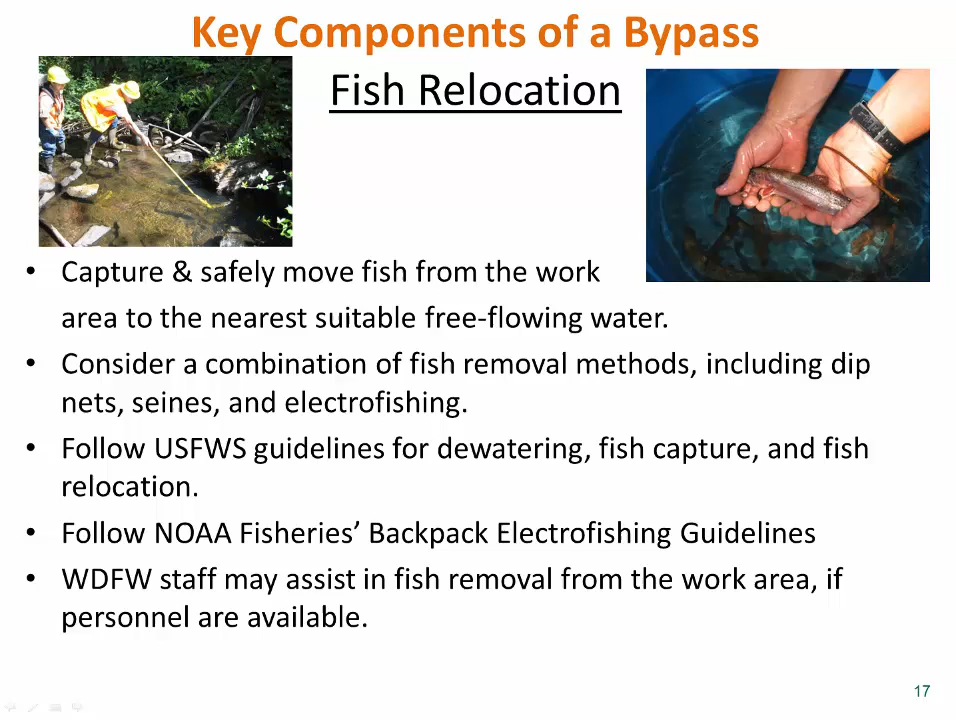 Key Components of a Bypass
Fish Relocation
• Capture & safely move fish from the work
area to the nearest suitable free-flowing water.
• Consider a combination of fish removal methods, including dip
nets, seines, and electrofishing.
• Follow USFWS guidelines for dewatering, fish capture, and fish
relocation.
• Follow NOAA Fisheries’ Backpack Electrofishing Guidelines
• WDFW staff may assist in fish removal from the work area, if
personnel are available.
17